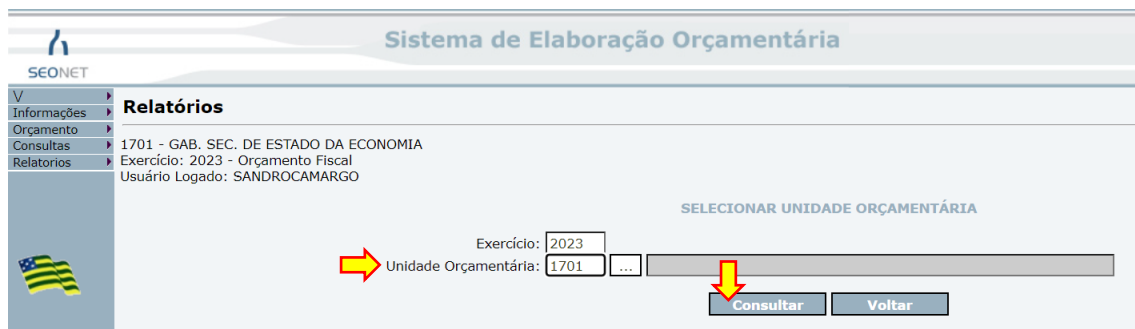 Sistema de Elaboração Orçamentária
SEONET
V
Informações
Orçamento
Consultas
Relatorios
Relatórios
1701 - GAB. SEC. DE ESTADO DA ECONOMIA
Exercício: 2023 - Orçamento Fiscal
Usuário Logado: SANDROCAMARGO
SELECIONAR UNIDADE ORÇAMENTÁRIA
Exercício: 2023
Unidade Orçamentária: 1701 ...
Consultar Voltar